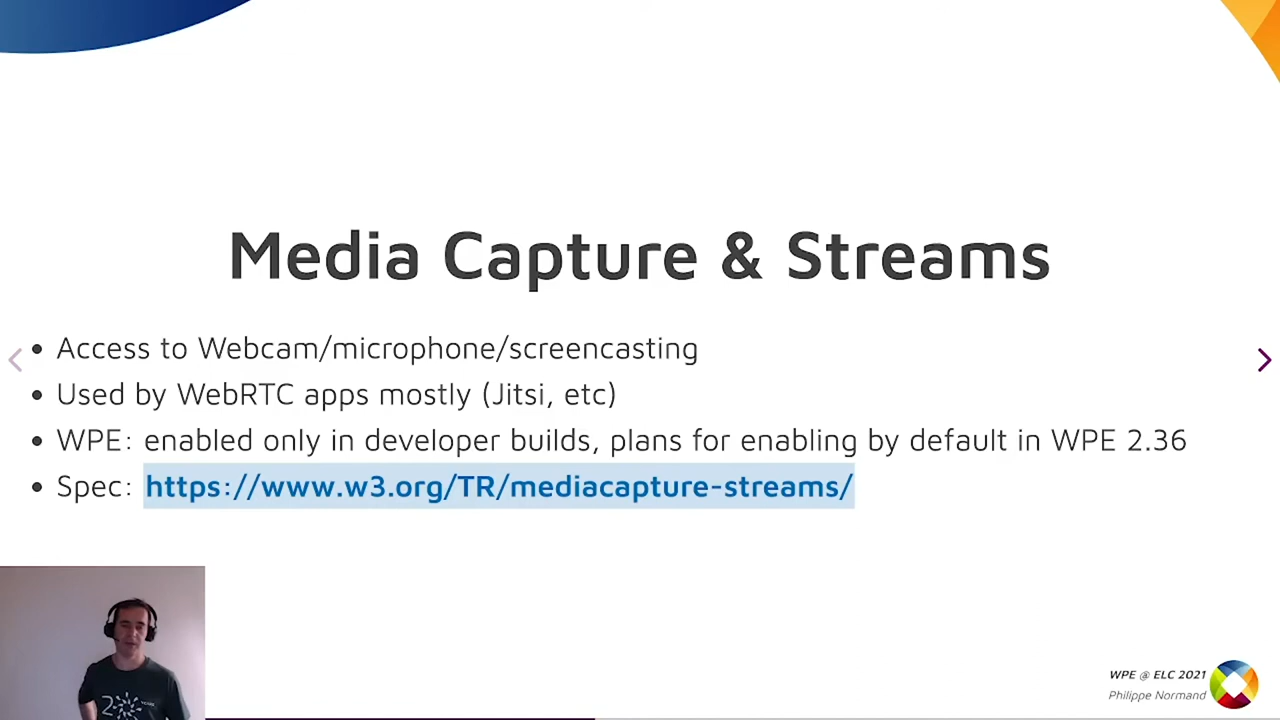 Media Capture & Streams
Access to Webcam/microphone/screencasting
Used by WebRTC apps mostly (Jitsi, etc)
WPE: enabled only in developer builds, plans for enabling by default in WPE 2.36
Spec: https://www.w3.org/TR/mediacapture-streams/
WPE @ ELC 2021
Philippe Normand